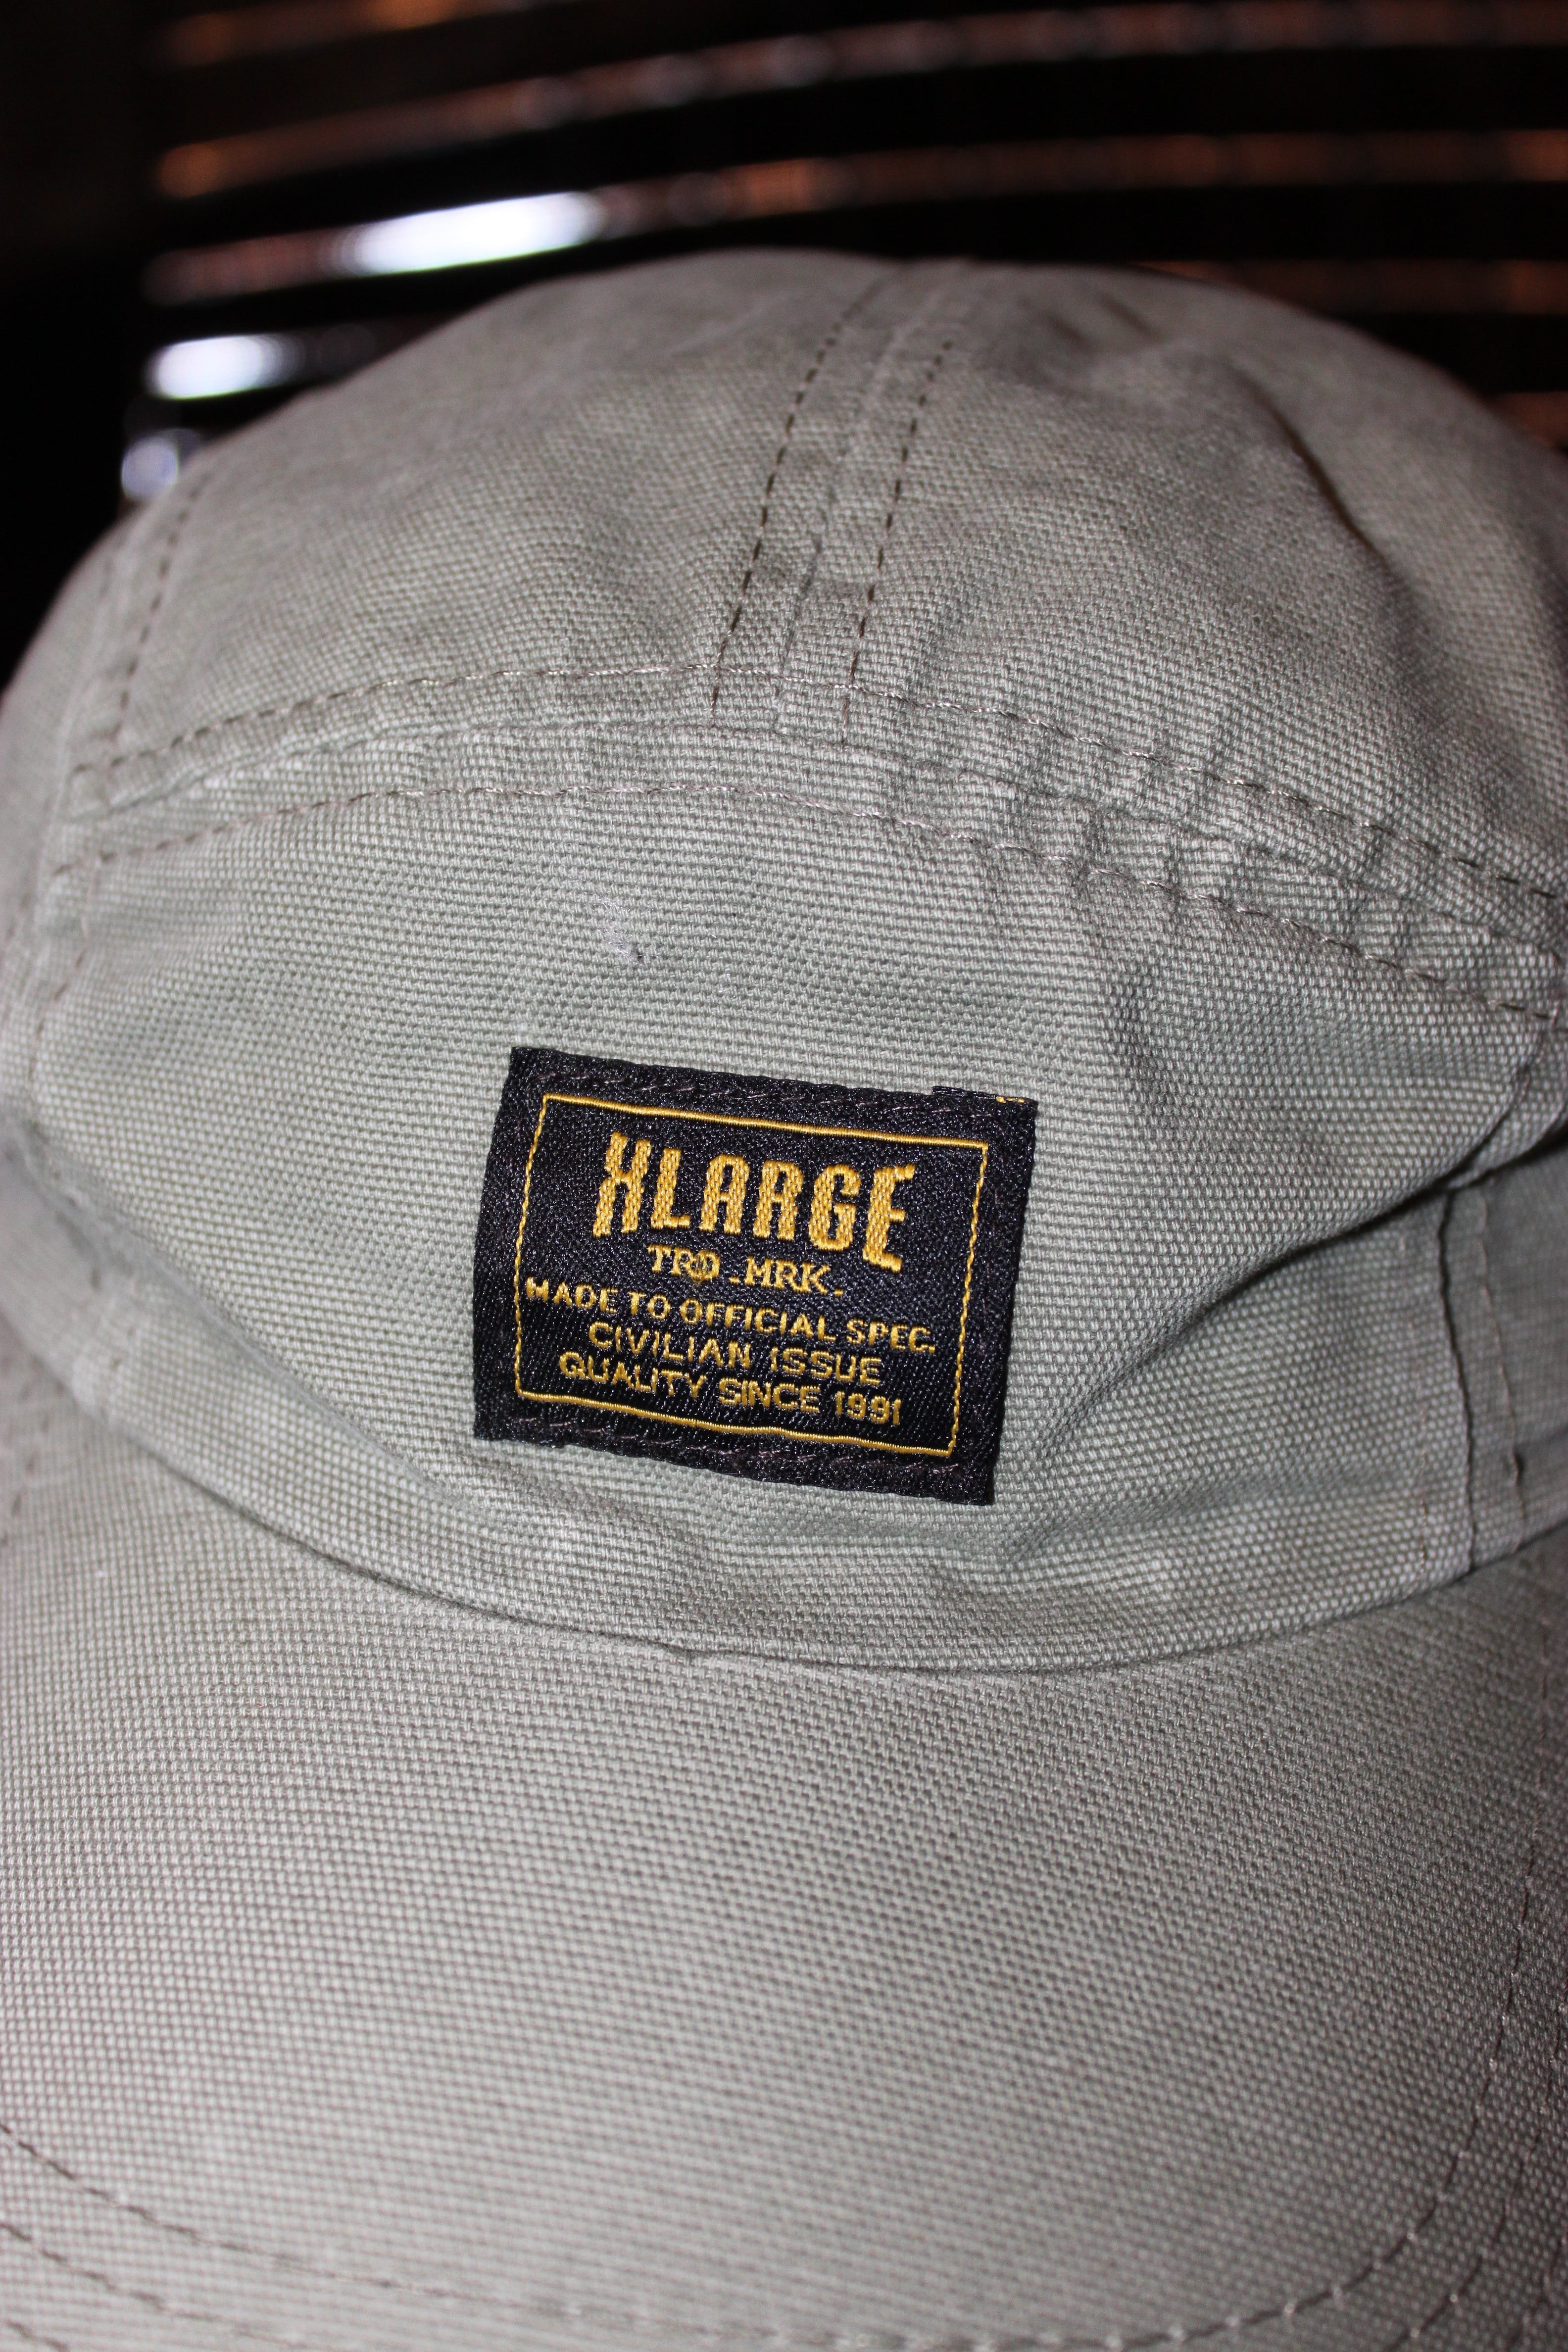 XLARGE
TRD.MRK.
MADE TO OFFICIAL SPEC.
CIVILIAN ISSUE
QUALITY SINCE 1991